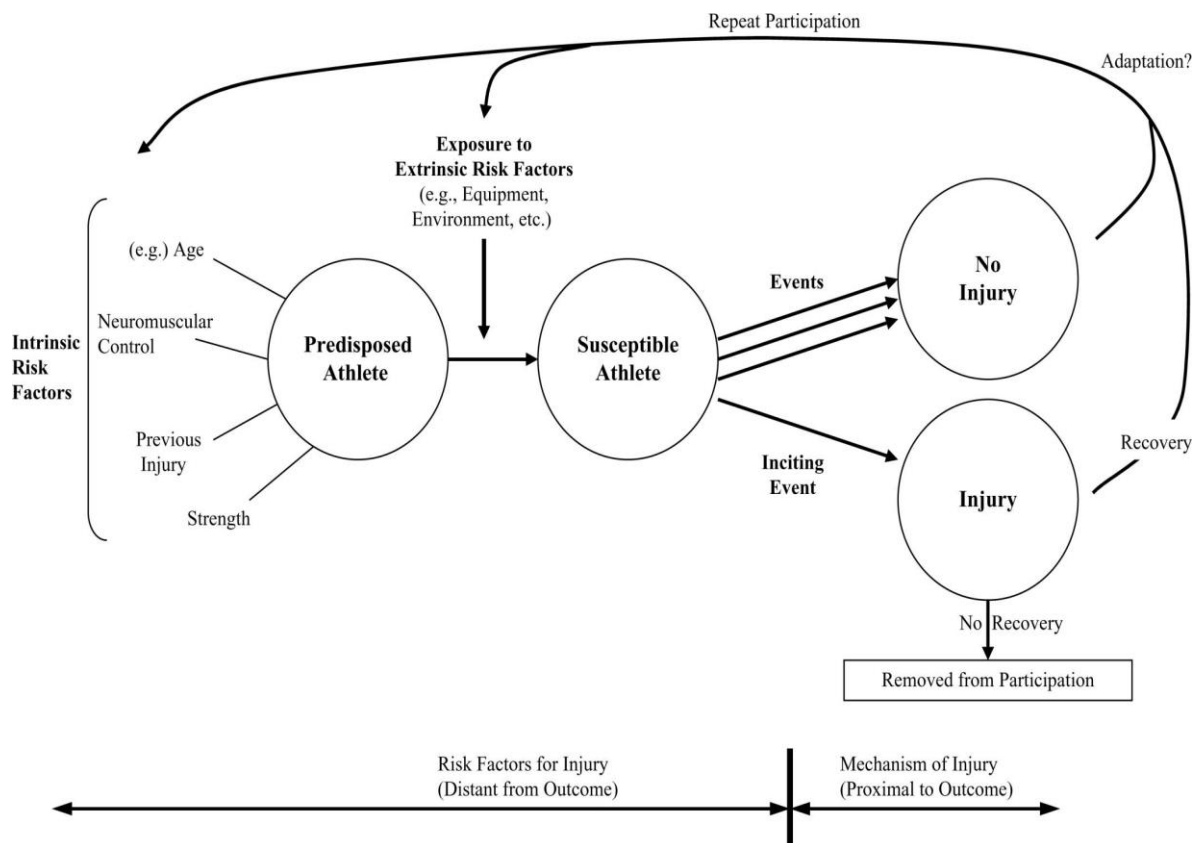 Repeat Participation
Adaptation?
Exposure to
Extrinsic Risk Factors
(e.g., Equipment,
Environment, etc.)
(e.g.) Age
Neuromuscular
Control
Intrinsic
Risk
Factors
Previous
Injury
Strength
Predisposed
Athlete
Susceptible
Athlete
Events
No
Injury
Inciting
Event
Injury
Recovery
No Recovery
Removed from Participation
Risk Factors for Injury
(Distant from Outcome)
Mechanism of Injury
(Proximal to Outcome)